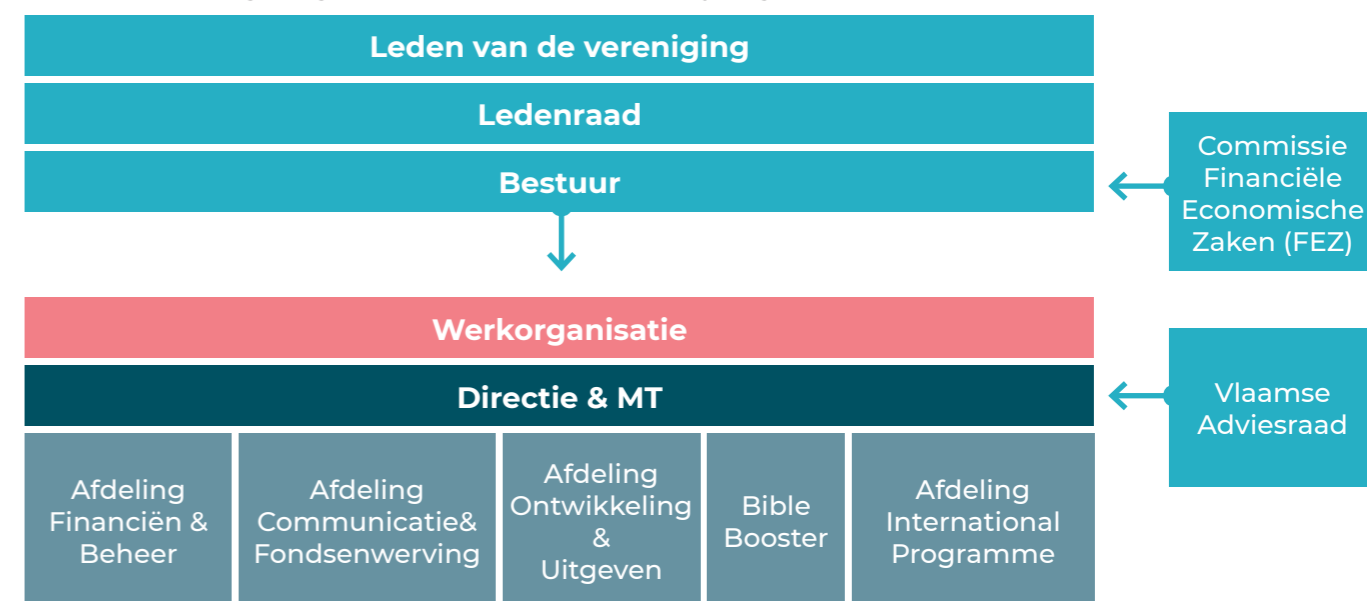 Leden van de vereniging
Ledenraad
Bestuur
Commissie
Financiële
Economische
Zaken (FEZ)
Werkorganisatie
Directie & MT
Vlaamse
Adviesraad
Afdeling
Financiën &
Beheer
Afdeling
Communicatie&
Fondsenwerving
Afdeling
Ontwikkeling
&
Uitgeven
Bible
Booster
Afdeling
International
Programme